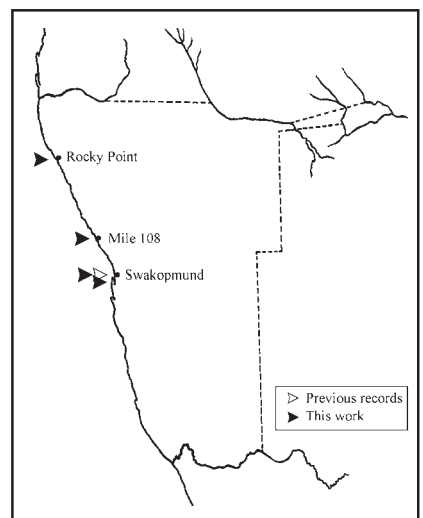 Rocky Point
Mile 108
Swakopmund
Previous records
This work